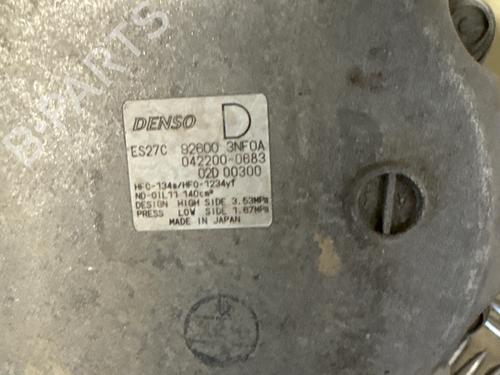 B-PARTS
DENSO D
ES27C 92600 3NF0A
042200-0683
02D 00300
HFC-134a/HFO-1234yf
ND-OIL11 140cm³
DESIGN HIGH SIDE 3.53MPa
PRESS LOW SIDE 1.67MPa
MADE IN JAPAN